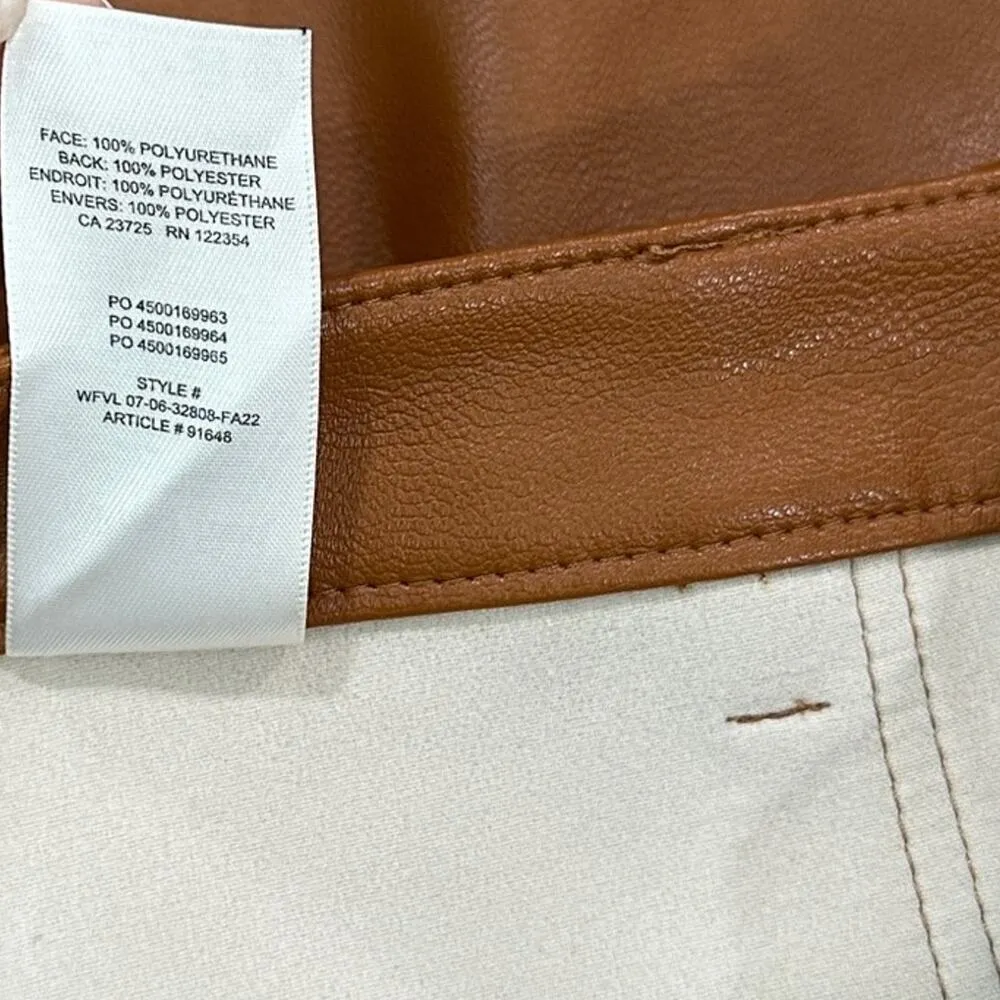 FACE: 100% POLYURETHANE
BACK: 100% POLYESTER
ENDROIT: 100% POLYURÉTHANE
ENVERS: 100% POLYESTER
CA 23725 RN 122354
PO 4500169963
PO 4500169964
PO 4500169965
STYLE #
WFVL 07-06-32808-FA22
ARTICLE # 91648